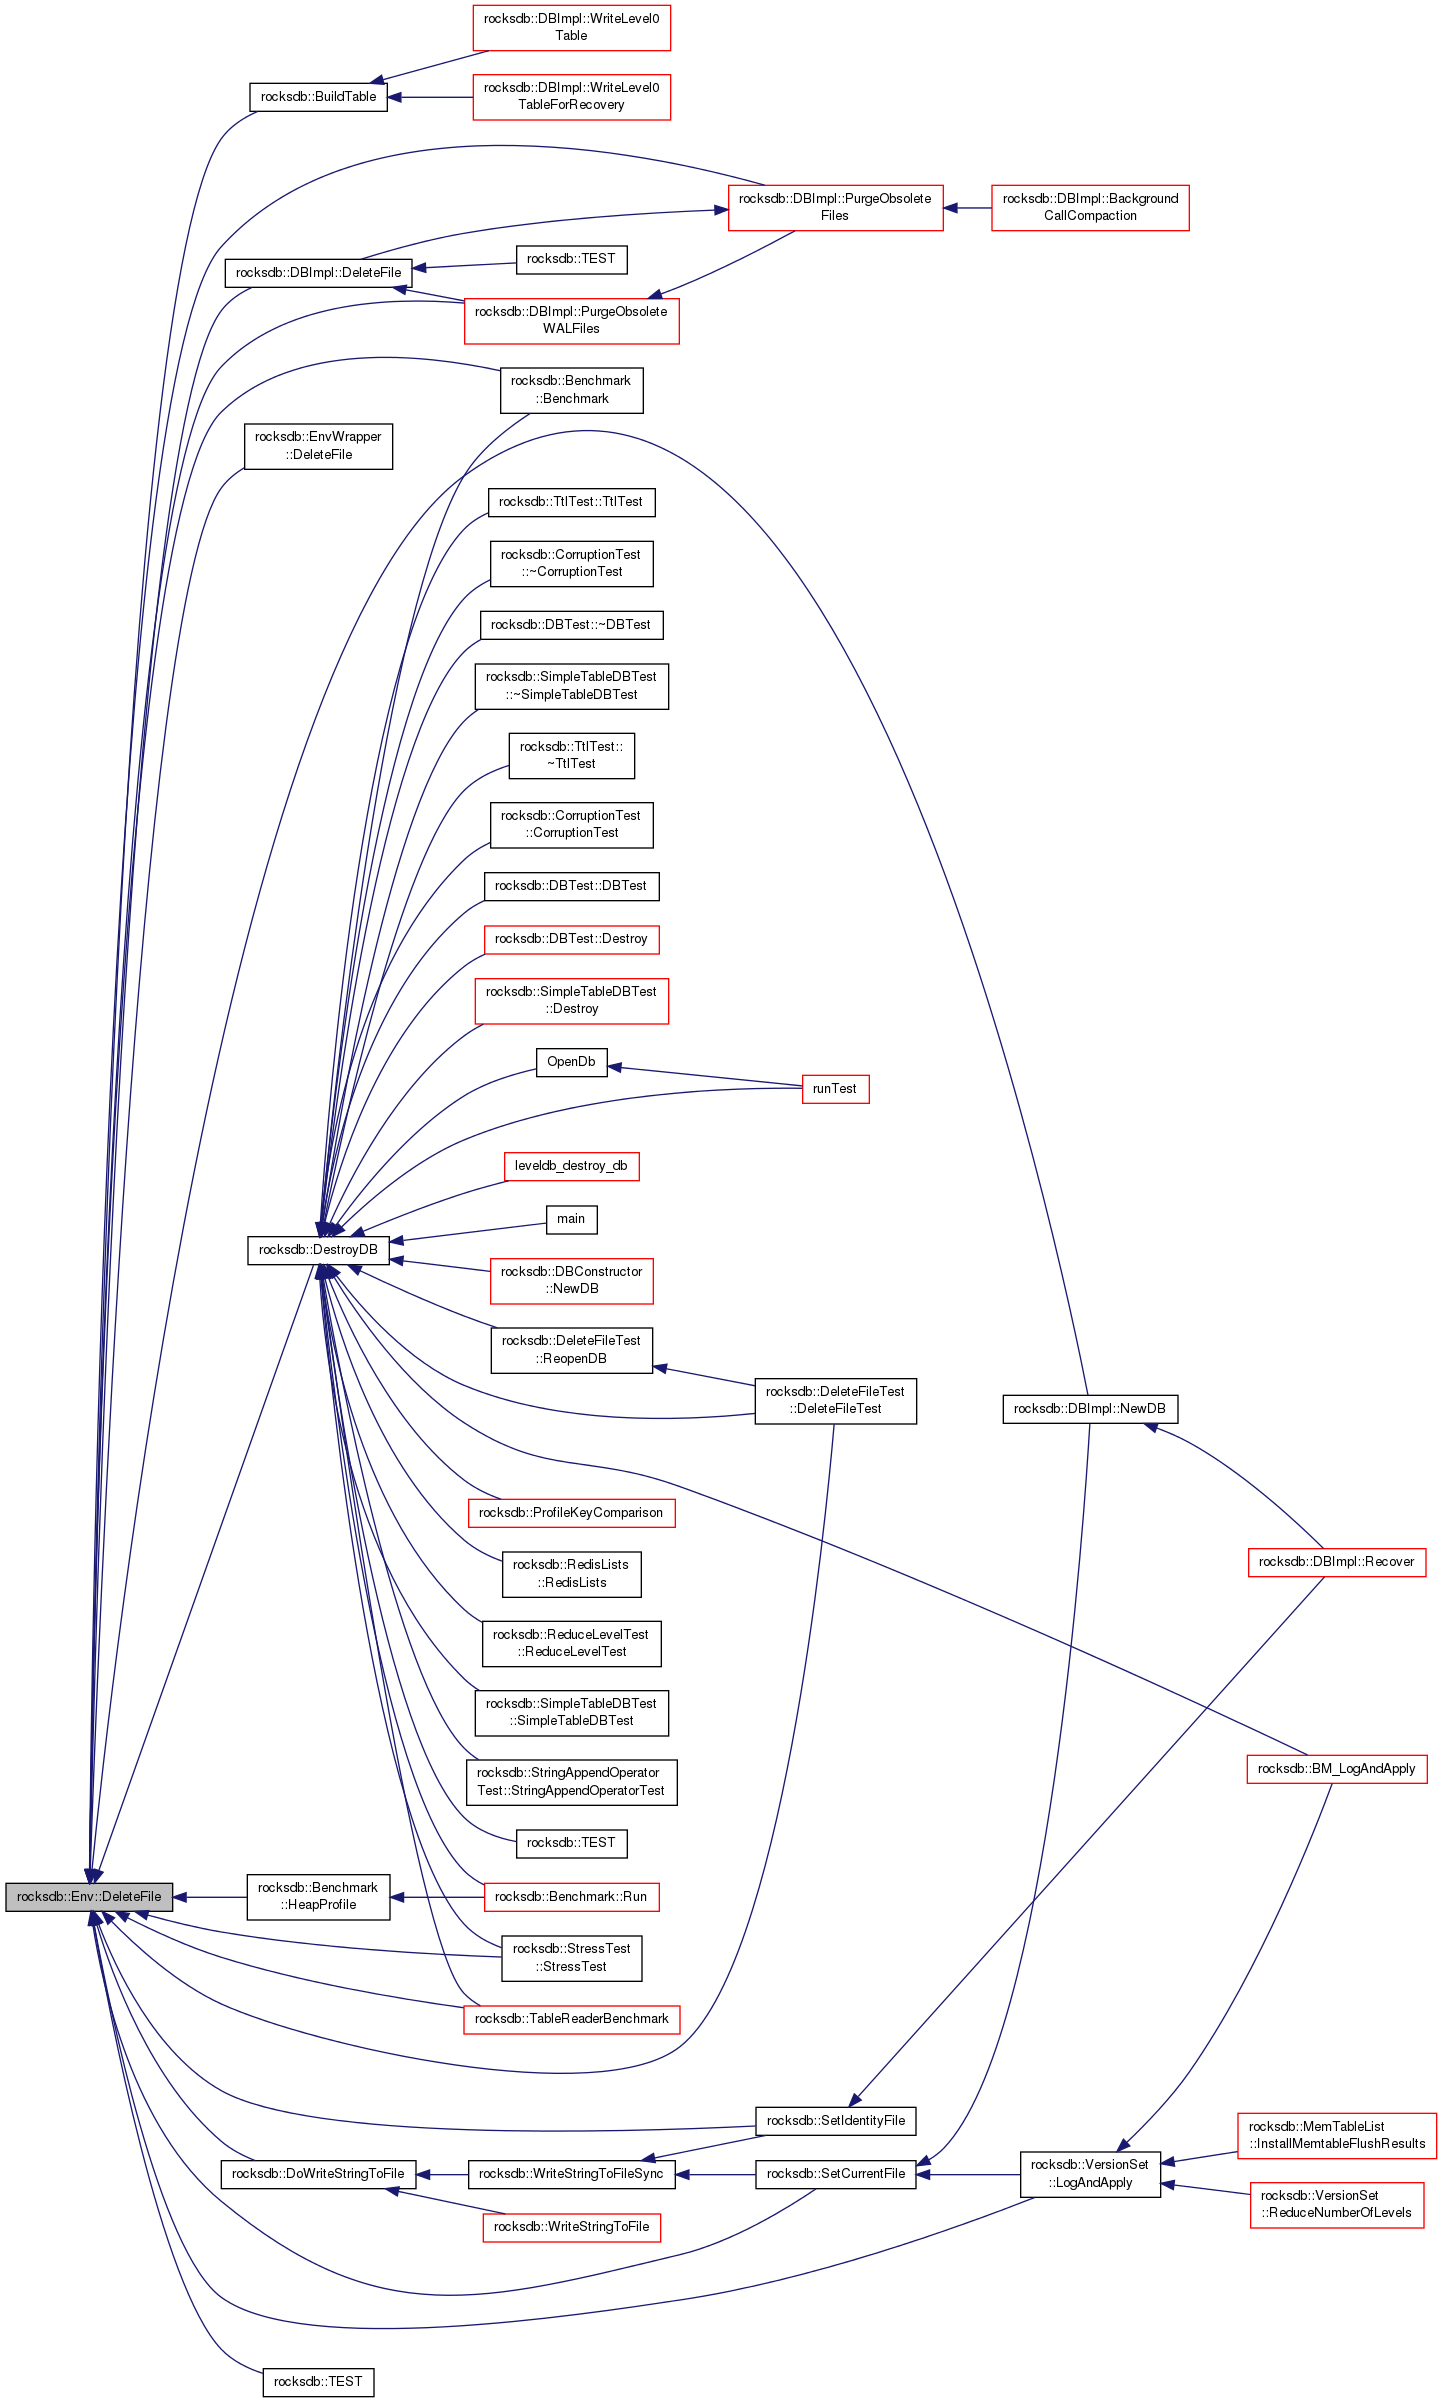 rocksdb::DBImpl::WriteLevel0
Table
rocksdb::BuildTable
rocksdb::DBImpl::WriteLevel0
TableForRecovery
rocksdb::DBImpl::PurgeObsolete
Files
rocksdb::DBImpl::Background
CallCompaction
rocksdb::DBImpl::DeleteFile
rocksdb::TEST
rocksdb::DBImpl::PurgeObsolete
WALFiles
rocksdb::Benchmark
::Benchmark
rocksdb::EnvWrapper
::DeleteFile
rocksdb::TtlTest::TtlTest
rocksdb::CorruptionTest
::~CorruptionTest
rocksdb::DBTest::~DBTest
rocksdb::SimpleTableDBTest
::~SimpleTableDBTest
rocksdb::TtlTest::
~TtlTest
rocksdb::CorruptionTest
::CorruptionTest
rocksdb::DBTest::DBTest
rocksdb::DBTest::Destroy
rocksdb::SimpleTableDBTest
::Destroy
OpenDb
runTest
leveldb_destroy_db
main
rocksdb::DestroyDB
rocksdb::DBConstructor
::NewDB
rocksdb::DeleteFileTest
::ReopenDB
rocksdb::DeleteFileTest
::DeleteFileTest
rocksdb::DBImpl::NewDB
rocksdb::ProfileKeyComparison
rocksdb::DBImpl::Recover
rocksdb::RedisLists
::RedisLists
rocksdb::ReduceLevelTest
::ReduceLevelTest
rocksdb::SimpleTableDBTest
::SimpleTableDBTest
rocksdb::BM_LogAndApply
rocksdb::StringAppendOperator
Test::StringAppendOperatorTest
rocksdb::TEST
rocksdb::Env::DeleteFile
rocksdb::Benchmark
::HeapProfile
rocksdb::Benchmark::Run
rocksdb::StressTest
::StressTest
rocksdb::TableReaderBenchmark
rocksdb::SetIdentityFile
rocksdb::MemTableList
::InstallMemtableFlushResults
rocksdb::DoWriteStringToFile
rocksdb::WriteStringToFileSync
rocksdb::SetCurrentFile
rocksdb::VersionSet
::LogAndApply
rocksdb::VersionSet
::ReduceNumberOfLevels
rocksdb::WriteStringToFile
rocksdb::TEST